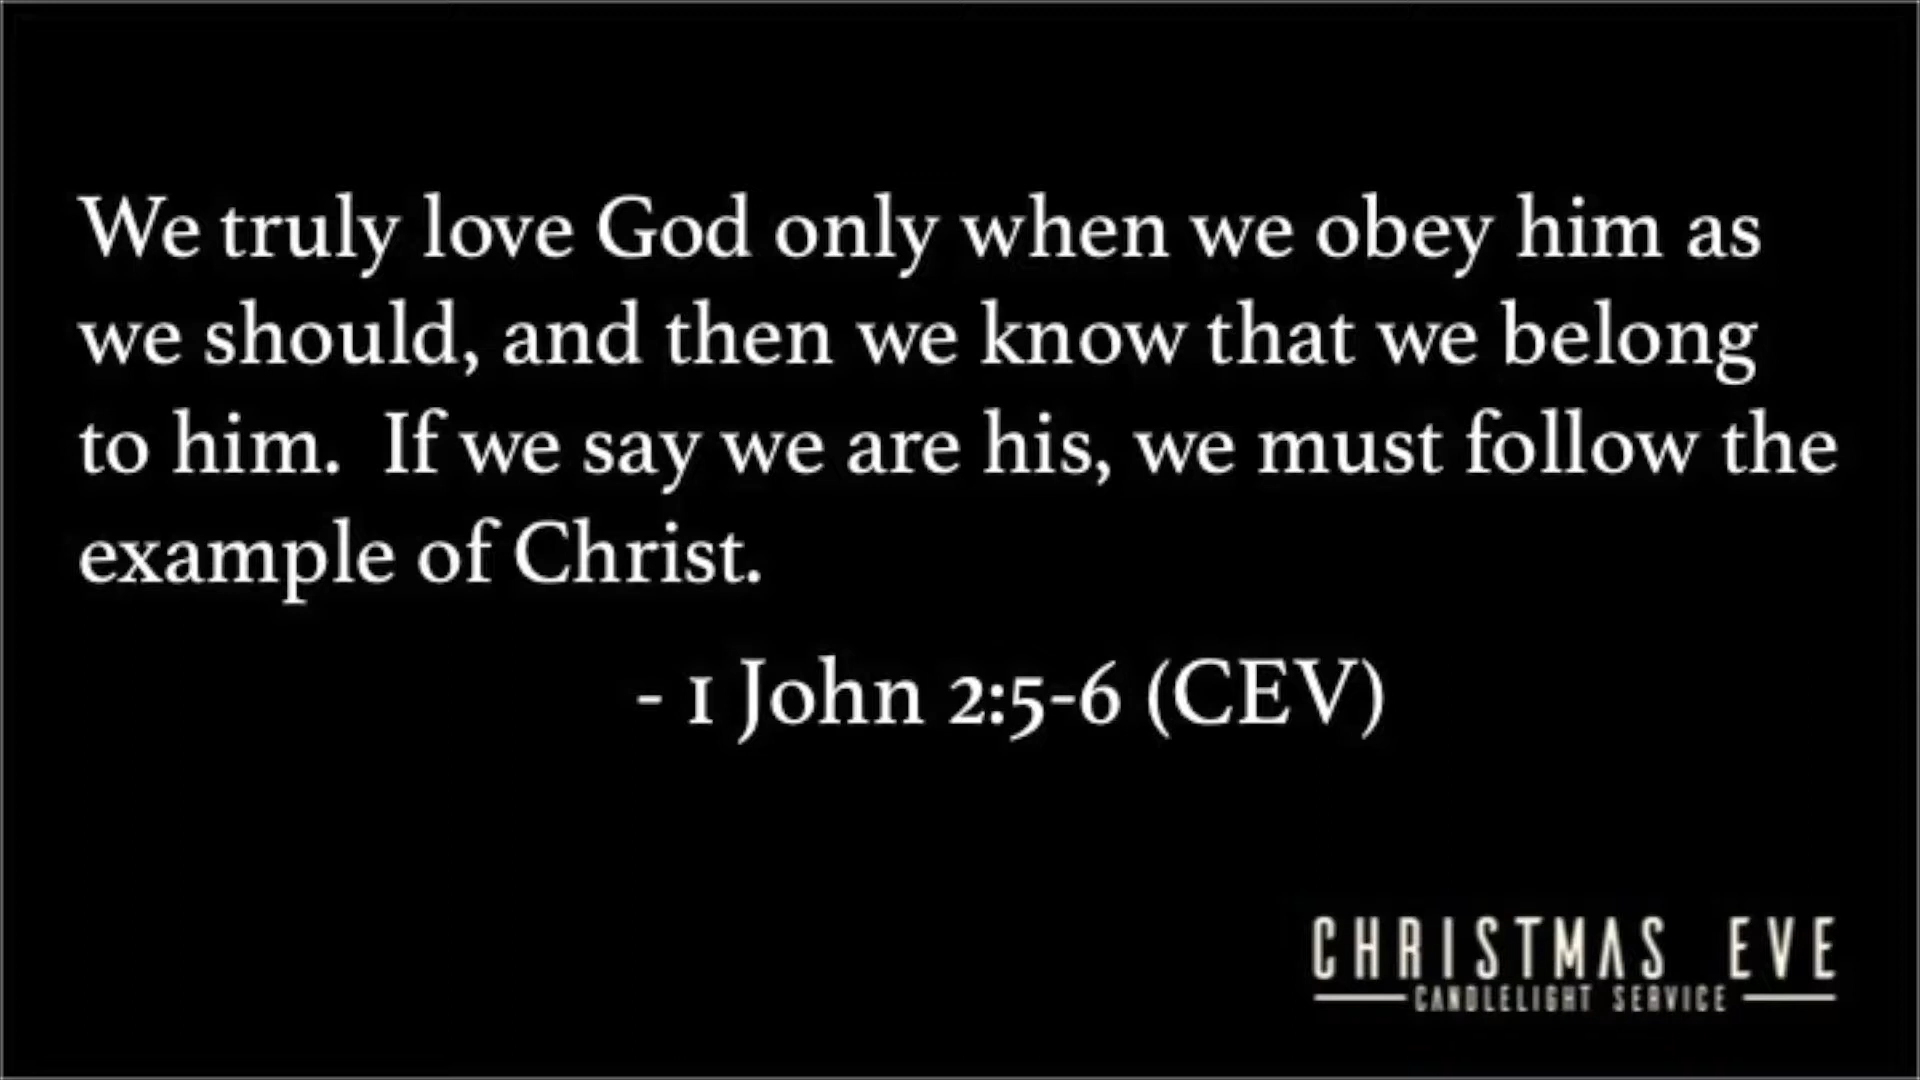 We truly love God only when we obey him as
we should, and then we know that we belong
to him.  If we say we are his, we must follow the
example of Christ.
- 1 John 2:5-6 (CEV)
CHRISTMAS EVE
CANDLELIGHT SERVICE